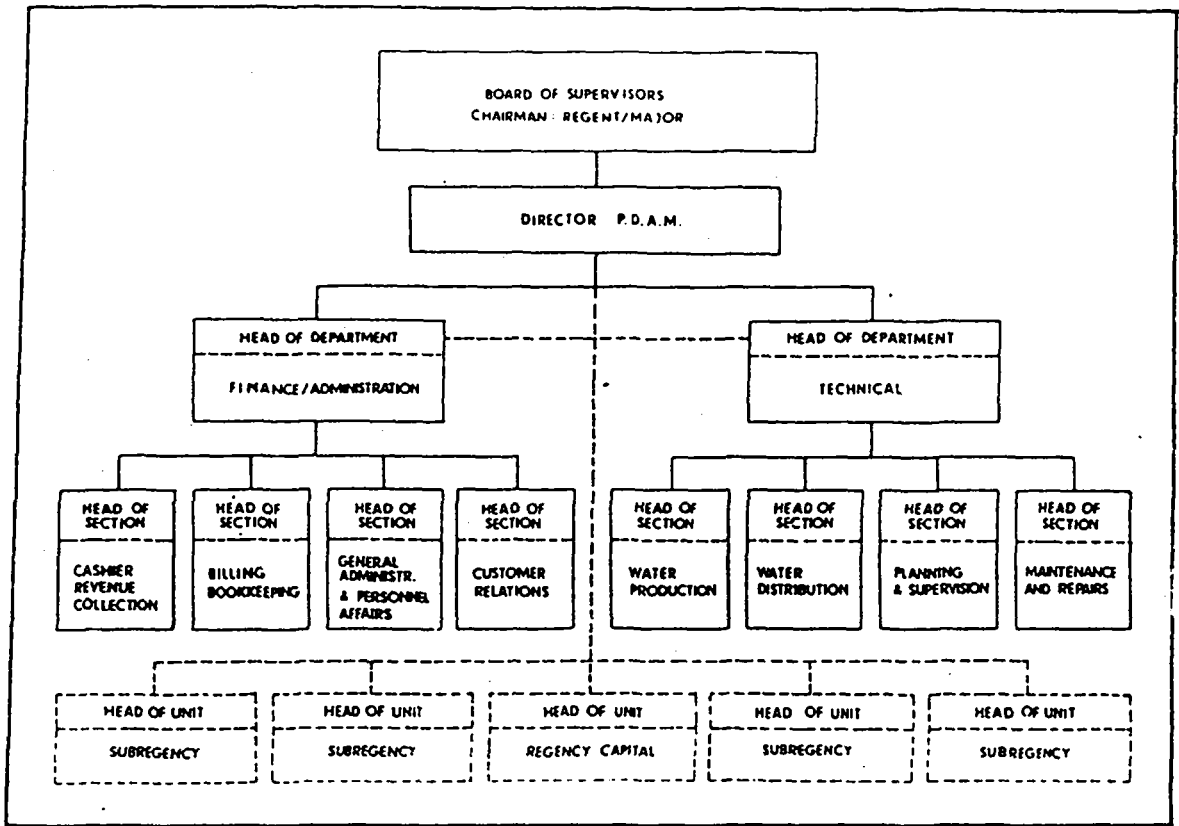 BOARD OF SUPERVISORS
CHAIRMAN : REGENT/MAJOR
DIRECTOR P.D.A.M.
HEAD OF DEPARTMENT
FINANCE/ADMINISTRATION
HEAD OF DEPARTMENT
TECHNICAL
HEAD OF
SECTION
CASHIER
REVENUE
COLLECTION
HEAD OF
SECTION
BILLING
BOOKKEEPING
HEAD OF
SECTION
GENERAL
ADMINISTR.
& PERSONNEL
AFFAIRS
HEAD OF
SECTION
CUSTOMER
RELATIONS
HEAD OF
SECTION
WATER
PRODUCTION
HEAD OF
SECTION
WATER
DISTRIBUTION
HEAD OF
SECTION
PLANNING
& SUPERVISION
HEAD OF
SECTION
MAINTENANCE
AND REPAIRS
HEAD OF UNIT
SUBREGENCY
HEAD OF UNIT
SUBREGENCY
HEAD OF UNIT
REGENCY CAPITAL
HEAD OF UNIT
SUBREGENCY
HEAD OF UNIT
SUBREGENCY